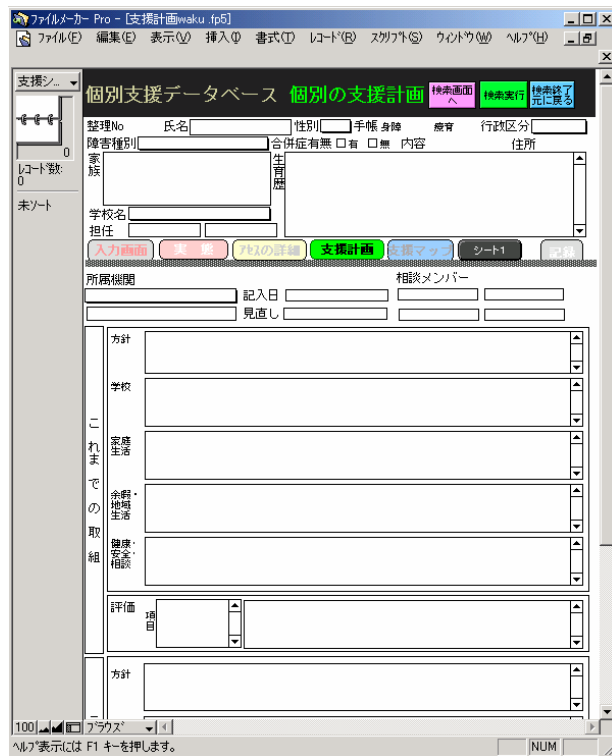 ファイルメーカー Pro - [支援計画waku .fp5]
ファイル(F) 編集(E) 表示(V) 挿入(I) 書式(T) レコード(R) スクリプト(S) ウィンドウ(W) ヘルプ(H)
支援シ...
0
レコード数:
0
未ソート
個別支援データベース 個別の支援計画 検索画面へ 検索実行 検索終了元に戻る
整理No 氏名 性別 手帳 身障 療育 行政区分
障害種別 合併症有無 有 無 内容 住所
家族 生育歴
学校名
担任
入力画面 実態 アセスの詳細 支援計画 支援マップ シート1 記録
所属機関 相談メンバー
記入日
見直し
これまでの取組
方針
学校
家庭生活
余暇・地域生活
健康・安全・相談
評価 項目
方針
100 ブラウズ
ヘルプ表示には F1 キーを押します。 NUM